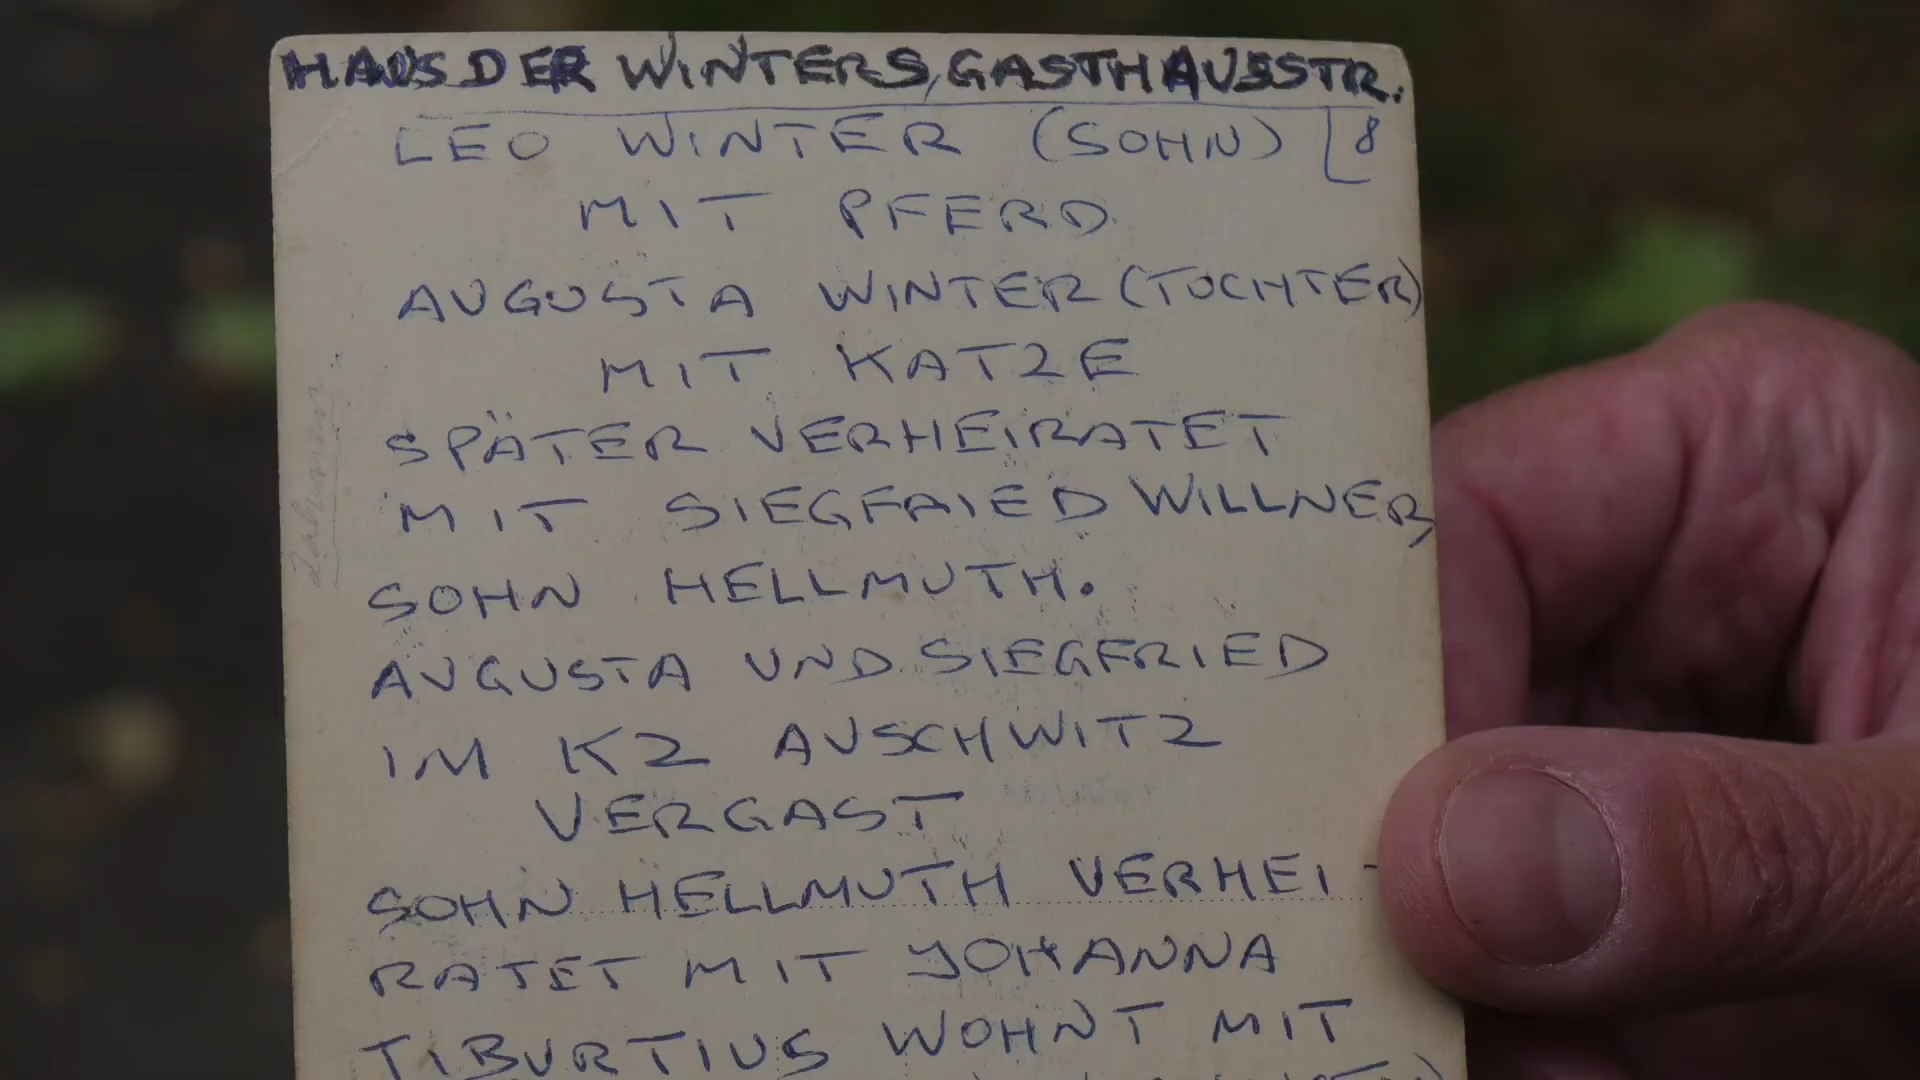 HAUS DER WINTERS, GASTHAUSSTR.
LEO WINTER (SOHN) 8
MIT PFERD
AUGUSTA WINTER (TOCHTER)
MIT KATZE
SPÄTER VERHEIRATET
MIT SIEGFRIED WILLNER,
SOHN HELLMUTH.
AUGUSTA UND SIEGFRIED
IM KZ AUSCHWITZ
VERGAST
SOHN HELLMUTH VERHEI-
RATET MIT JOHANNA
TIBURTIUS WOHNT MIT